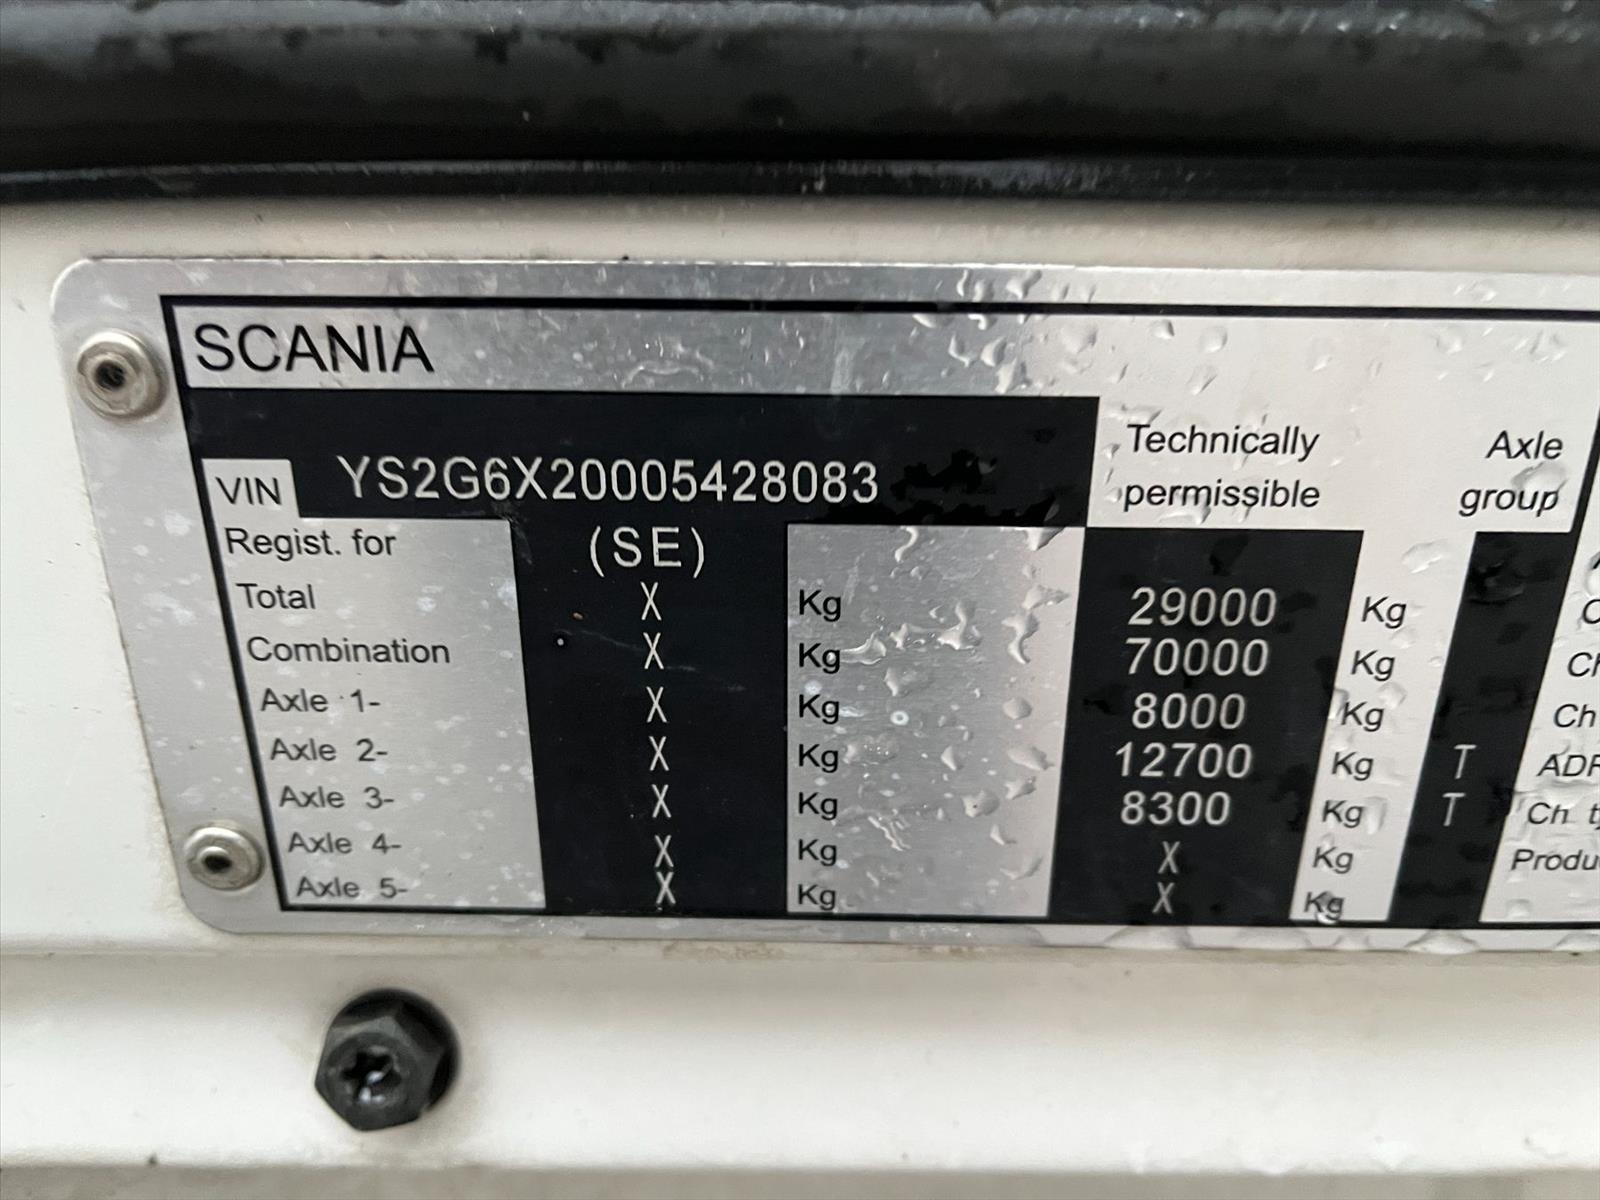 SCANIA
Technically permissible
Axle group
VIN YS2G6X20005428083
Regist. for (SE)
Total X Kg 29000 Kg
Combination X Kg 70000 Kg
Axle 1- X Kg 8000 Kg
Axle 2- X Kg 12700 Kg T
Axle 3- X Kg 8300 Kg T
Axle 4- X Kg X Kg
Axle 5- X Kg X Kg